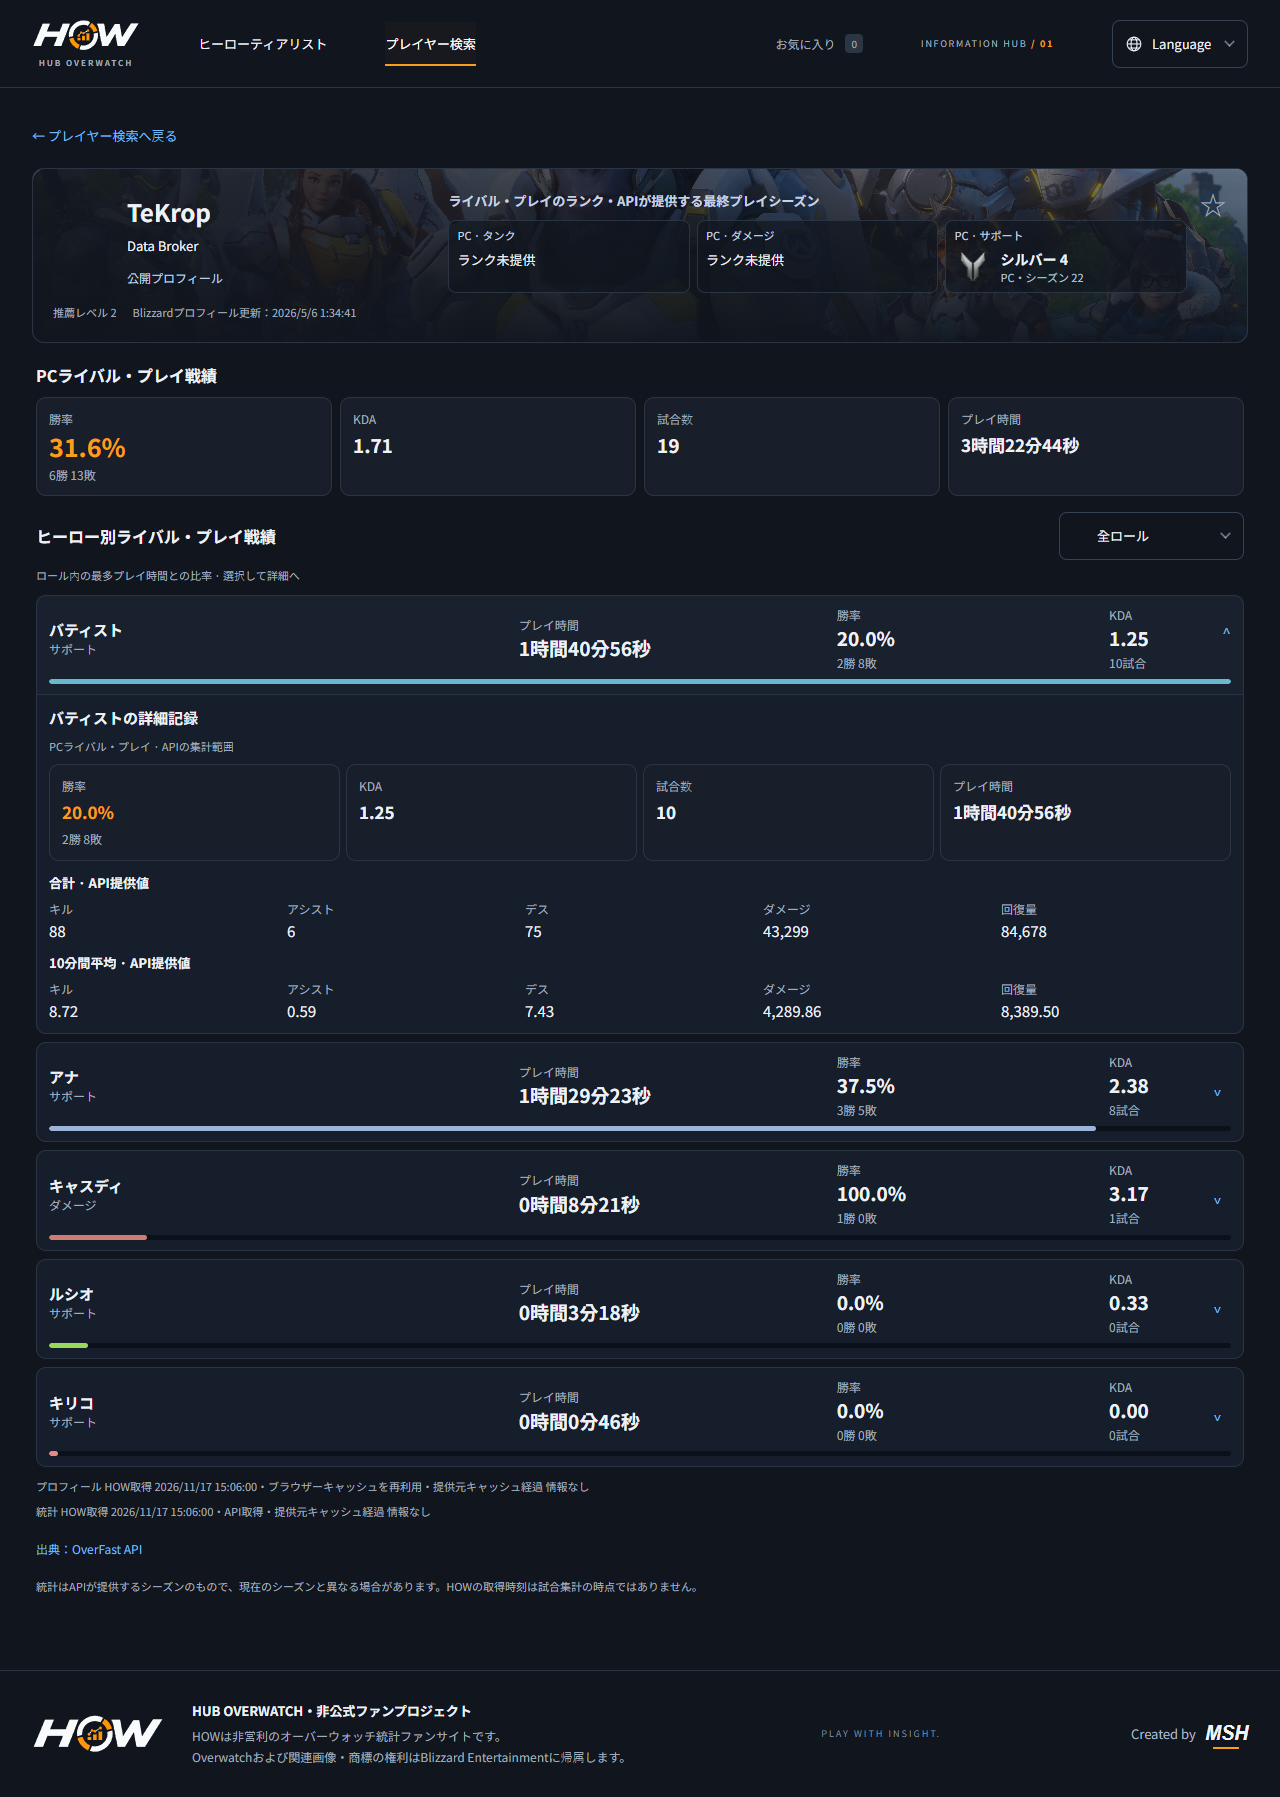 HOW
HUB OVERWATCH
ヒーローティアリスト
プレイヤー検索
お気に入り 0
INFORMATION HUB / 01
Language
← プレイヤー検索へ戻る
TeKrop
Data Broker
公開プロフィール
推薦レベル 2 Blizzardプロフィール更新：2026/5/6 1:34:41
ライバル・プレイのランク・APIが提供する最終プレイシーズン
PC · タンク
ランク未提供
PC · ダメージ
ランク未提供
PC · サポート
シルバー 4
PC・シーズン 22
PCライバル・プレイ戦績
勝率
31.6%
6勝 13敗
KDA
1.71
試合数
19
プレイ時間
3時間22分44秒
ヒーロー別ライバル・プレイ戦績
全ロール
ロール内の最多プレイ時間との比率 · 選択して詳細へ
バティスト
サポート
プレイ時間
1時間40分56秒
勝率
20.0%
2勝 8敗
KDA
1.25
10試合
バティストの詳細記録
PCライバル・プレイ · APIの集計範囲
勝率
20.0%
2勝 8敗
KDA
1.25
試合数
10
プレイ時間
1時間40分56秒
合計 · API提供値
キル アシスト デス ダメージ 回復量
88 6 75 43,299 84,678
10分間平均 · API提供値
キル アシスト デス ダメージ 回復量
8.72 0.59 7.43 4,289.86 8,389.50
アナ
サポート
プレイ時間
1時間29分23秒
勝率
37.5%
3勝 5敗
KDA
2.38
8試合
キャスディ
ダメージ
プレイ時間
0時間8分21秒
勝率
100.0%
1勝 0敗
KDA
3.17
1試合
ルシオ
サポート
プレイ時間
0時間3分18秒
勝率
0.0%
0勝 0敗
KDA
0.33
0試合
キリコ
サポート
プレイ時間
0時間0分46秒
勝率
0.0%
0勝 0敗
KDA
0.00
0試合
プロフィール HOW取得 2026/11/17 15:06:00・ブラウザーキャッシュを再利用・提供元キャッシュ経過 情報なし
統計 HOW取得 2026/11/17 15:06:00・API取得・提供元キャッシュ経過 情報なし
出典：OverFast API
統計はAPIが提供するシーズンのもので、現在のシーズンと異なる場合があります。HOWの取得時刻は試合集計の時点ではありません。
HOW
HUB OVERWATCH・非公式ファンプロジェクト
HOWは非営利のオーバーウォッチ統計ファンサイトです。
Overwatchおよび関連画像・商標の権利はBlizzard Entertainmentに帰属します。
PLAY WITH INSIGHT.
Created by MSH